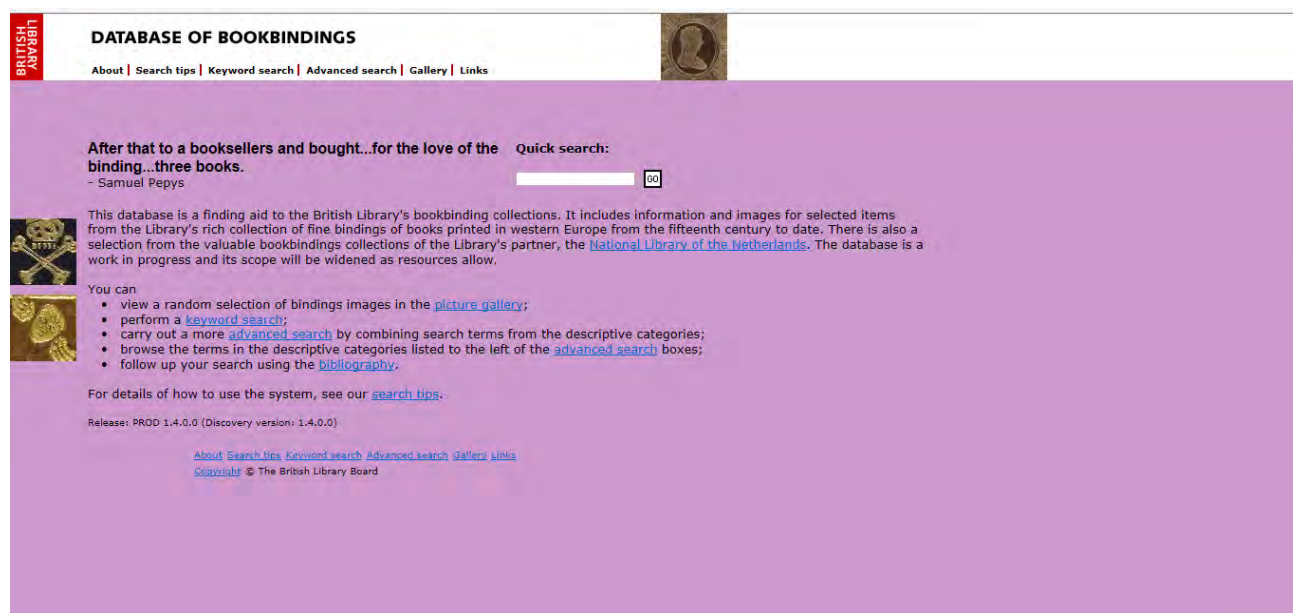 BRITISH
LIBRARY
DATABASE OF BOOKBINDINGS
About | Search tips | Keyword search | Advanced search | Gallery | Links
After that to a booksellers and bought...for the love of the
binding...three books.
- Samuel Pepys
Quick search:
GO
This database is a finding aid to the British Library's bookbinding collections. It includes information and images for selected items
from the Library's rich collection of fine bindings of books printed in western Europe from the fifteenth century to date. There is also a
selection from the valuable bookbindings collections of the Library's partner, the National Library of the Netherlands. The database is a
work in progress and its scope will be widened as resources allow.
You can
• view a random selection of bindings images in the picture gallery;
• perform a keyword search;
• carry out a more advanced search by combining search terms from the descriptive categories;
• browse the terms in the descriptive categories listed to the left of the advanced search boxes;
• follow up your search using the bibliography.
For details of how to use the system, see our search tips.
Release: PROD 1.4.0.0 (Discovery version: 1.4.0.0)
About Search tips Keyword search Advanced search Gallery Links
Copyright © The British Library Board